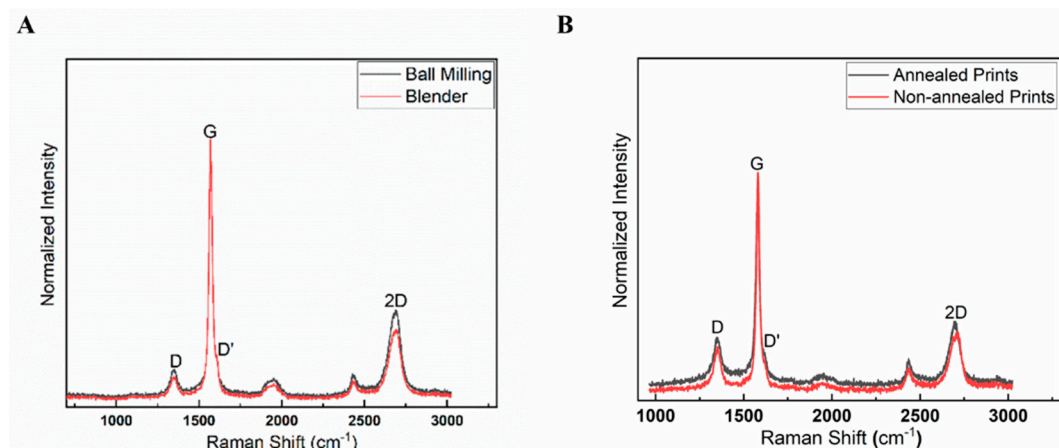 A
Ball Milling
Blender
G
D
D'
2D
Normalized Intensity
1000 1500 2000 2500 3000
Raman Shift (cm⁻¹)
B
Annealed Prints
Non-annealed Prints
G
D
D'
2D
Normalized Intensity
1000 1500 2000 2500 3000
Raman Shift (cm⁻¹)